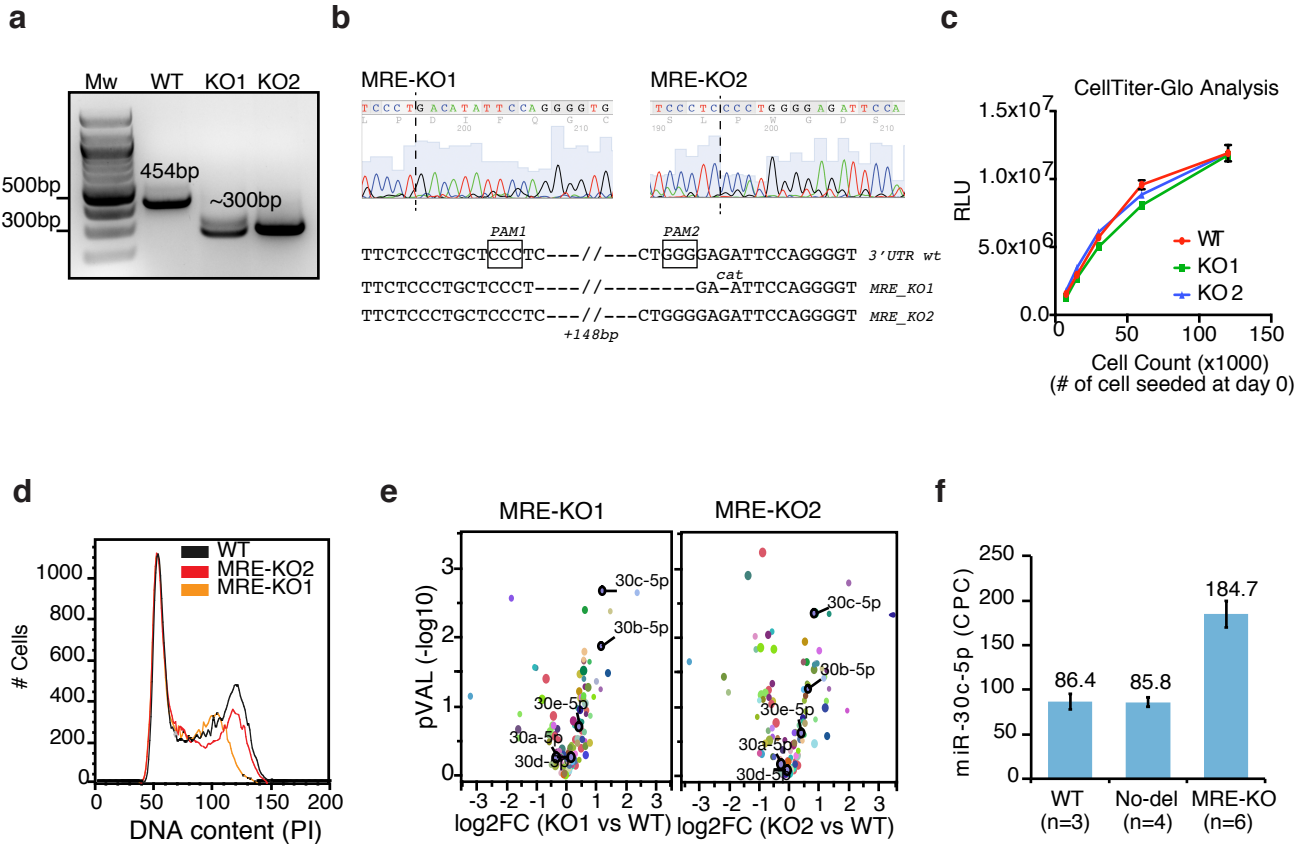 a
Mw WT KO1 KO2
454bp
~300bp
500bp
300bp
b
MRE-KO1
TCCCTGACATATTCCAGGGGTG
L P D I F Q G C
200 210
MRE-KO2
TCCCTCCCCTGGGGAGATTCCA
S L P W G D S
190 200 210
PAM1 PAM2
TTCTCCCTGCTCCCTC---//---CTGGGGAGATTCCAGGGGT 3'UTR wt
cat
TTCTCCCTGCTCCCT----//---------GA-ATTCCAGGGGT MRE_KO1
TTCTCCCTGCTCCCTC---//---CTGGGGAGATTCCAGGGGT MRE_KO2
+148bp
c
CellTiter-Glo Analysis
1.5x10⁷
1.0x10⁷
5.0x10⁶
0.0
RLU
WT
KO1
KO 2
0 50 100 150
Cell Count (x1000)
(# of cell seeded at day 0)
d
WT
MRE-KO2
MRE-KO1
# Cells
1000
800
600
400
200
0
0 50 100 150 200
DNA content (PI)
e
MRE-KO1
MRE-KO2
pVAL (-log10)
3
2
1
0
30c-5p
30b-5p
30e-5p
30a-5p
30d-5p
30c-5p
30b-5p
30e-5p
30a-5p
30d-5p
-3 -2 -1 0 1 2 3
-3 -2 -1 0 1 2 3
log2FC (KO1 vs WT)
log2FC (KO2 vs WT)
f
miR-30c-5p (CPC)
250
200
150
100
50
0
86.4
85.8
184.7
WT No-del MRE-KO
(n=3) (n=4) (n=6)